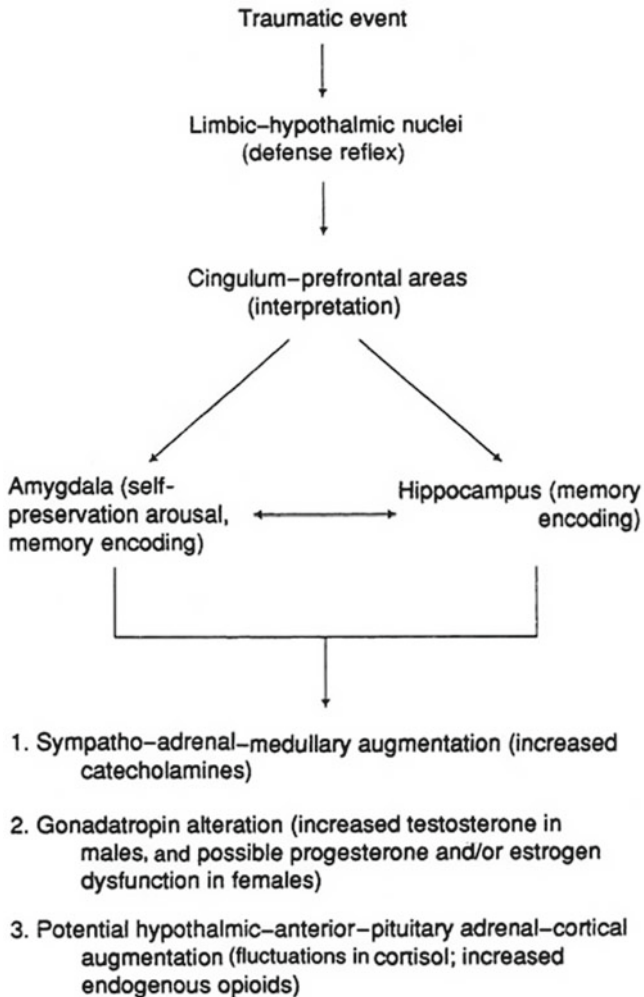 Traumatic event
Limbic–hypothalmic nuclei
(defense reflex)
Cingulum–prefrontal areas
(interpretation)
Amygdala (self-
preservation arousal,
memory encoding)
Hippocampus (memory
encoding)
1. Sympatho–adrenal–medullary augmentation (increased
catecholamines)
2. Gonadatropin alteration (increased testosterone in
males, and possible progesterone and/or estrogen
dysfunction in females)
3. Potential hypothalmic–anterior–pituitary adrenal–cortical
augmentation (fluctuations in cortisol; increased
endogenous opioids)